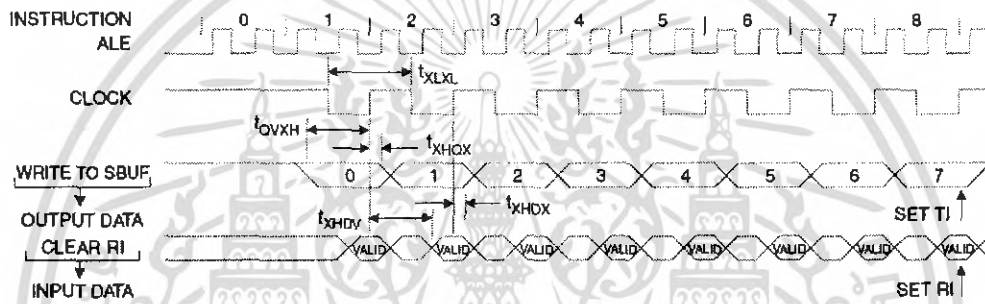 INSTRUCTION 0 1 2 3 4 5 6 7 8
ALE
tXLXL
CLOCK
tQVXH
tXHQX
WRITE TO SBUF 0 1 2 3 4 5 6 7
tXHDX
OUTPUT DATA SET TI
tXHDV
CLEAR RI VALID VALID VALID VALID VALID VALID VALID VALID
INPUT DATA SET RI